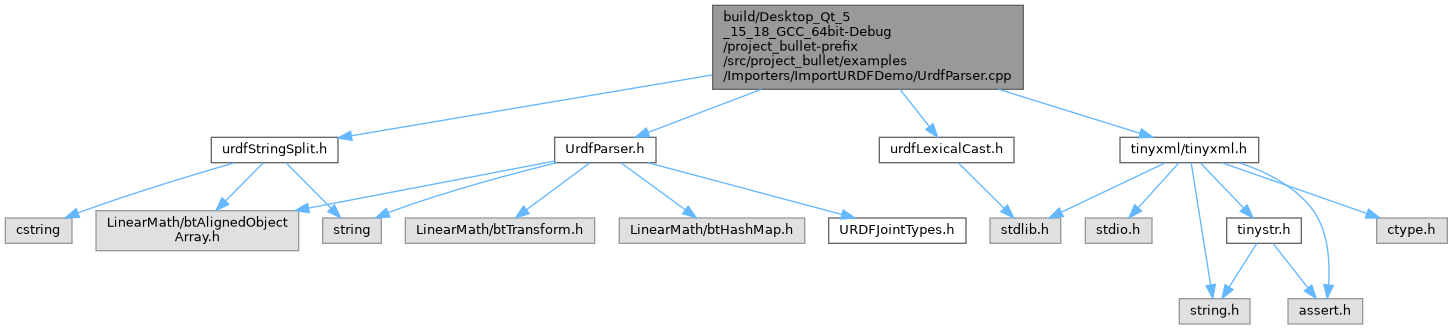 build/Desktop_Qt_5
_15_18_GCC_64bit-Debug
/project_bullet-prefix
/src/project_bullet/examples
/Importers/ImportURDFDemo/UrdfParser.cpp
urdfStringSplit.h
UrdfParser.h
urdfLexicalCast.h
tinyxml/tinyxml.h
cstring
LinearMath/btAlignedObject
Array.h
string
LinearMath/btTransform.h
LinearMath/btHashMap.h
URDFJointTypes.h
stdlib.h
stdio.h
tinystr.h
ctype.h
string.h
assert.h